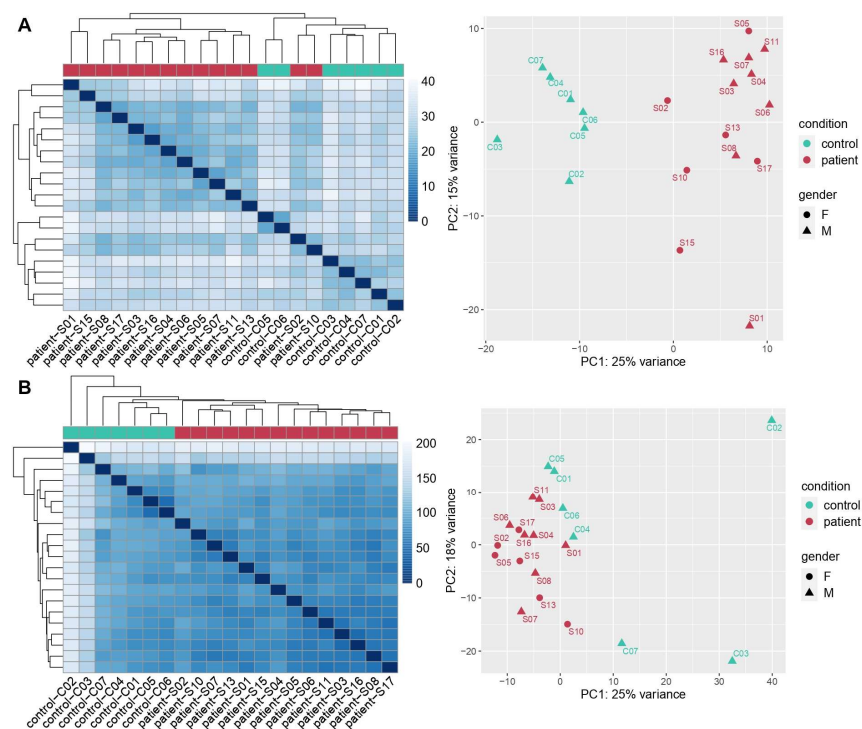 A
40
30
20
10
0
patient-S01
patient-S15
patient-S08
patient-S17
patient-S03
patient-S16
patient-S04
patient-S06
patient-S05
patient-S07
patient-S11
patient-S13
control-C05
control-C06
patient-S02
patient-S10
control-C03
control-C04
control-C07
control-C01
control-C02
PC2: 15% variance
10
0
−10
−20
S05
S11
S16
S07
S04
S03
S06
S02
S13
S08
S17
S10
S15
S01
C07
C04
C01
C06
C05
C03
C02
−20
−10
0
10
PC1: 25% variance
condition
control
patient
gender
F
M
B
200
150
100
50
0
control-C02
control-C03
control-C07
control-C04
control-C01
control-C05
control-C06
patient-S02
patient-S10
patient-S07
patient-S13
patient-S01
patient-S15
patient-S04
patient-S05
patient-S06
patient-S11
patient-S03
patient-S16
patient-S08
patient-S17
PC2: 18% variance
20
10
0
−10
−20
C02
C05
C01
S11
S03
C06
S06
S17
C04
S16
S04
S02
S01
S05
S15
S08
S13
S07
S10
C07
C03
−10
0
10
20
30
40
PC1: 25% variance
condition
control
patient
gender
F
M